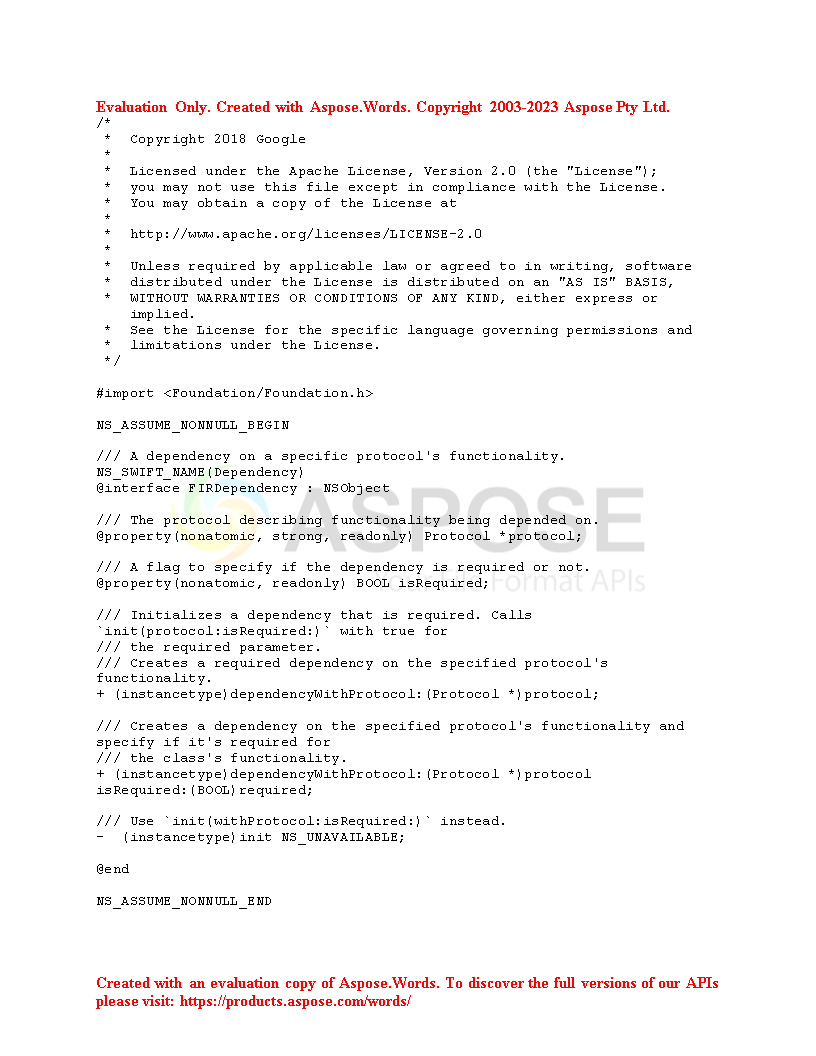 Evaluation Only. Created with Aspose.Words. Copyright 2003-2023 Aspose Pty Ltd.
/*
 *  Copyright 2018 Google
 *
 *  Licensed under the Apache License, Version 2.0 (the "License");
 *  you may not use this file except in compliance with the License.
 *  You may obtain a copy of the License at
 *
 *  http://www.apache.org/licenses/LICENSE-2.0
 *
 *  Unless required by applicable law or agreed to in writing, software
 *  distributed under the License is distributed on an "AS IS" BASIS,
 *  WITHOUT WARRANTIES OR CONDITIONS OF ANY KIND, either express or
    implied.
 *  See the License for the specific language governing permissions and
 *  limitations under the License.
 */

#import <Foundation/Foundation.h>

NS_ASSUME_NONNULL_BEGIN

/// A dependency on a specific protocol's functionality.
NS_SWIFT_NAME(Dependency)
@interface FIRDependency : NSObject
ASPOSE
/// The protocol describing functionality being depended on.
@property(nonatomic, strong, readonly) Protocol *protocol;

/// A flag to specify if the dependency is required or not.
@property(nonatomic, readonly) BOOL isRequired;
Format APIs

/// Initializes a dependency that is required. Calls
`init(protocol:isRequired:)` with true for
/// the required parameter.
/// Creates a required dependency on the specified protocol's
functionality.
+ (instancetype)dependencyWithProtocol:(Protocol *)protocol;

/// Creates a dependency on the specified protocol's functionality and
specify if it's required for
/// the class's functionality.
+ (instancetype)dependencyWithProtocol:(Protocol *)protocol
isRequired:(BOOL)required;

/// Use `init(withProtocol:isRequired:)` instead.
-  (instancetype)init NS_UNAVAILABLE;

@end

NS_ASSUME_NONNULL_END

Created with an evaluation copy of Aspose.Words. To discover the full versions of our APIs
please visit: https://products.aspose.com/words/